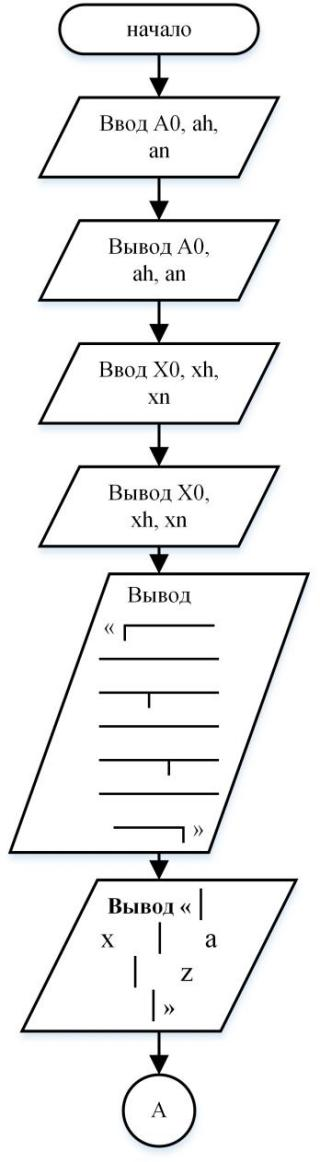 начало
Ввод A0, ah,
an
Вывод A0,
ah, an
Ввод X0, xh,
xn
Вывод X0,
xh, xn
Вывод
« ┌────────
──────────
────┬─────
──────────
─────┬────
──────────
──────┐ »
Вывод « │
x │ a
│ z
│ »
A